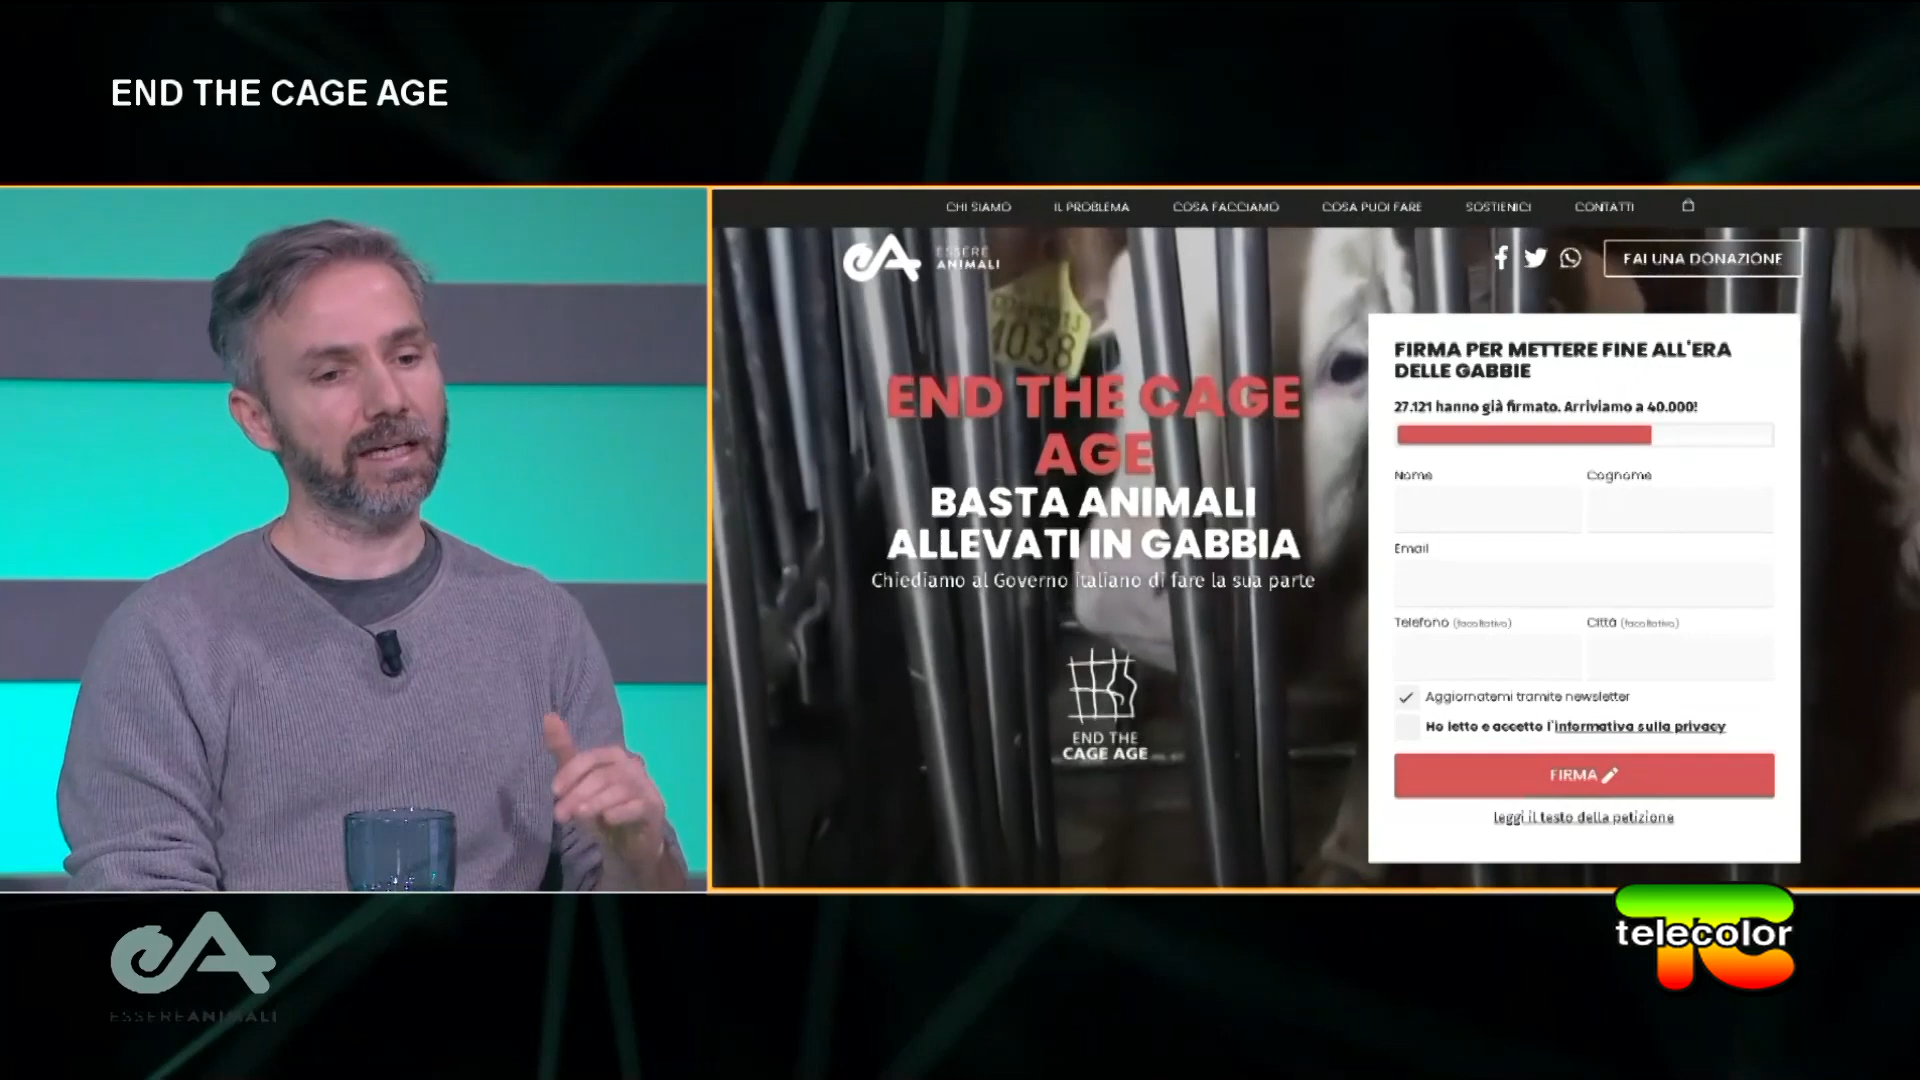 END THE CAGE AGE
CHI SIAMO
IL PROBLEMA
COSA FACCIAMO
COSA PUOI FARE
SOSTIENICI
CONTATTI
ESSERE
ANIMALI
FAI UNA DONAZIONE
1038
END THE CAGE
AGE
BASTA ANIMALI
ALLEVATI IN GABBIA
Chiediamo al Governo italiano di fare la sua parte
END THE
CAGE AGE
FIRMA PER METTERE FINE ALL'ERA
DELLE GABBIE
27.121 hanno già firmato. Arriviamo a 40.000!
Nome
Cognome
Email
Telefono (facoltativo)
Città (facoltativo)
Aggiornatemi tramite newsletter
Ho letto e accetto l'informativa sulla privacy
FIRMA
leggi il testo della petizione
eA
ESSEREANIMALI
telecolor